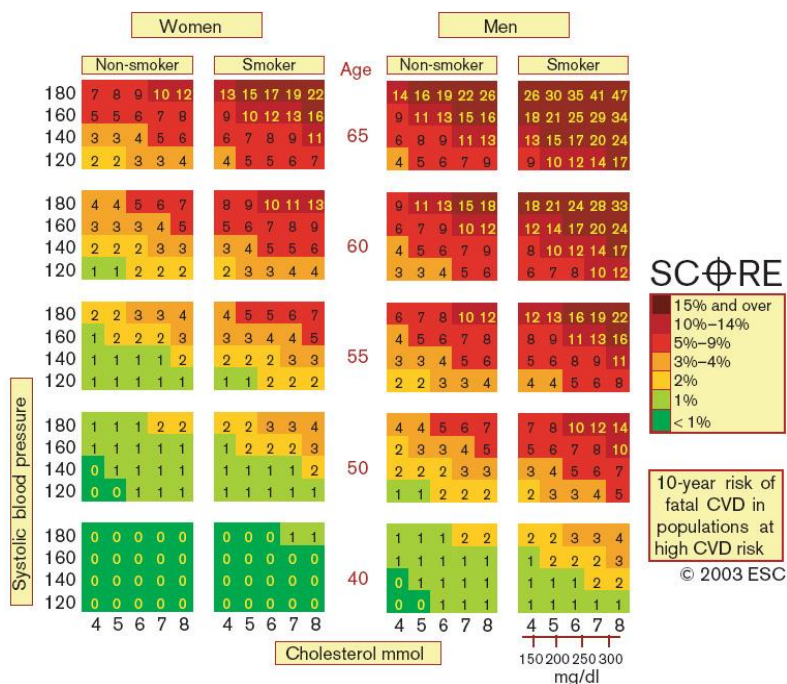 Women Men
Non-smoker Smoker Age Non-smoker Smoker
180 7 8 9 10 12 13 15 17 19 22 14 16 19 22 26 26 30 35 41 47
160 5 5 6 7 8 9 10 12 13 16 9 11 13 15 16 18 21 25 29 34
65
140 3 3 4 5 6 6 7 8 9 11 6 8 9 11 13 13 15 17 20 24
120 2 2 3 3 4 4 5 5 6 7 4 5 6 7 9 9 10 12 14 17
180 4 4 5 6 7 8 9 10 11 13 9 11 13 15 18 18 21 24 28 33
160 3 3 3 4 5 5 6 7 8 9 6 7 9 10 12 12 14 17 20 24
60
140 2 2 2 3 3 3 4 5 5 6 4 5 6 7 9 8 10 12 14 17
120 1 1 2 2 2 2 3 3 4 4 3 3 4 5 6 6 7 8 10 12
SCORE
15% and over
10%–14%
5%–9%
3%–4%
2%
1%
< 1%
180 2 2 3 3 4 4 5 5 6 7 6 7 8 10 12 12 13 16 19 22
160 1 2 2 2 3 3 3 4 4 5 4 5 6 7 8 8 9 11 13 16
55
140 1 1 1 1 2 2 2 2 3 3 3 3 4 5 6 5 6 8 9 11
120 1 1 1 1 1 1 1 2 2 2 2 2 3 3 4 4 4 5 6 8
Systolic blood pressure
180 1 1 1 2 2 2 2 3 3 4 4 4 5 6 7 7 8 10 12 14
160 1 1 1 1 1 1 2 2 2 3 2 3 3 4 5 5 6 7 8 10
50
140 0 1 1 1 1 1 1 1 1 2 2 2 2 3 3 3 4 5 6 7
120 0 0 1 1 1 1 1 1 1 1 1 1 2 2 2 2 3 3 4 5
10-year risk of
fatal CVD in
populations at
high CVD risk
© 2003 ESC
180 0 0 0 0 0 0 0 0 1 1 1 1 1 2 2 2 2 3 3 4
160 0 0 0 0 0 0 0 0 0 0 1 1 1 1 1 1 2 2 2 3
40
140 0 0 0 0 0 0 0 0 0 0 0 1 1 1 1 1 1 1 2 2
120 0 0 0 0 0 0 0 0 0 0 0 0 1 1 1 1 1 1 1 1
4 5 6 7 8 4 5 6 7 8 4 5 6 7 8 4 5 6 7 8
Cholesterol mmol
150 200 250 300
mg/dl